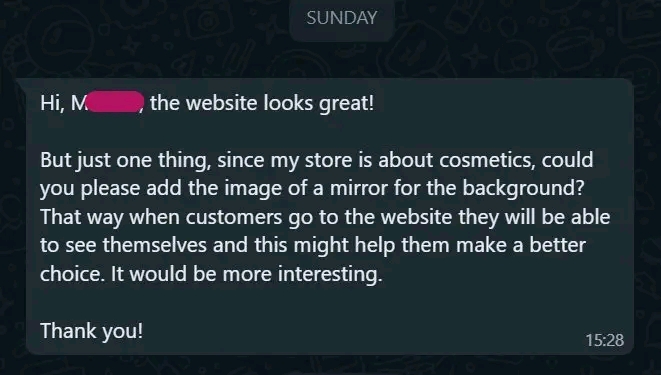 SUNDAY
Hi, M , the website looks great!
But just one thing, since my store is about cosmetics, could
you please add the image of a mirror for the background?
That way when customers go to the website they will be able
to see themselves and this might help them make a better
choice. It would be more interesting.
Thank you!
15:28